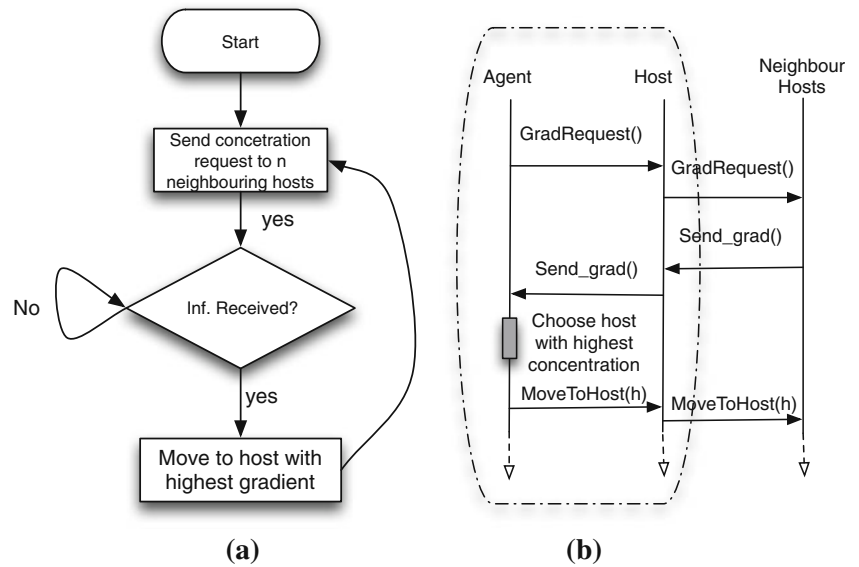 Start
Send concetration
request to n
neighbouring hosts
yes
No
Inf. Received?
yes
Move to host with
highest gradient
(a)
Agent
Host
Neighbour
Hosts
GradRequest()
GradRequest()
Send_grad()
Send_grad()
Choose host
with highest
concentration
MoveToHost(h)
MoveToHost(h)
(b)